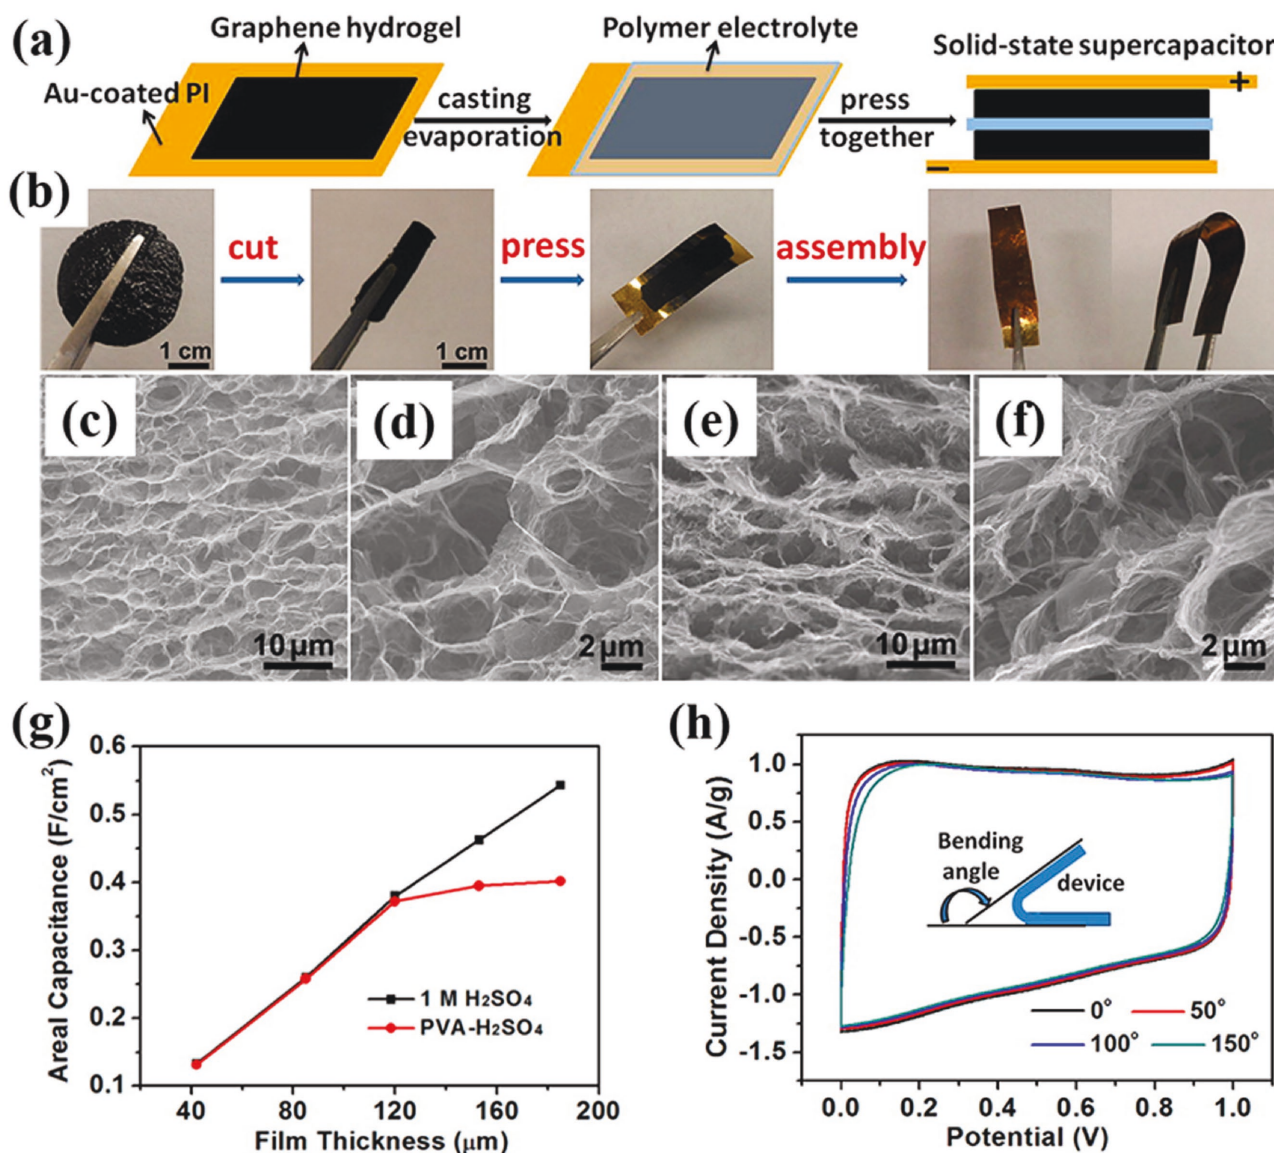 (a)
Graphene hydrogel
Au-coated PI
casting
evaporation
Polymer electrolyte
press
together
Solid-state supercapacitor
+
−
(b)
1 cm
cut
1 cm
press
assembly
(c)
10 μm
(d)
2 μm
(e)
10 μm
(f)
2 μm
(g)
Areal Capacitance (F/cm²)
0.6
0.5
0.4
0.3
0.2
0.1
1 M H₂SO₄
PVA-H₂SO₄
40 80 120 160 200
Film Thickness (μm)
(h)
Current Density (A/g)
1.0
0.5
0.0
-0.5
-1.0
-1.5
Bending
angle
device
0° 50°
100° 150°
0.0 0.2 0.4 0.6 0.8 1.0
Potential (V)